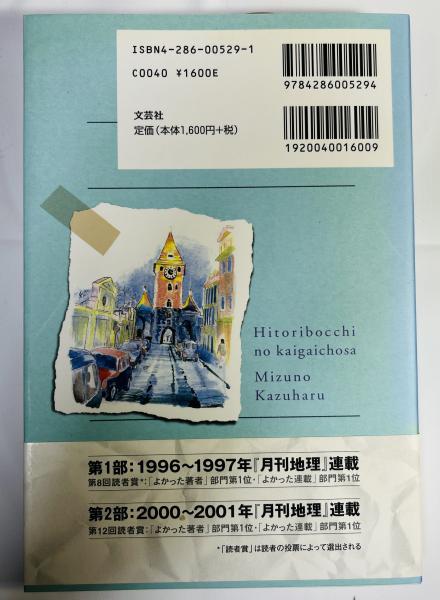 ISBN4-286-00529-1
C0040 ¥1600E
文芸社
定価(本体1,600円+税)
9784286005294
1920040016009
Hitoribocchi
no kaigaichosa
Mizuno
Kazuharu
第1部:1996〜1997年『月刊地理』連載
第8回読者賞*:「よかった著者」部門第1位・「よかった連載」部門第1位
第2部:2000〜2001年『月刊地理』連載
第12回読者賞:「よかった著者」部門第1位・「よかった連載」部門第1位
*「読者賞」は読者の投票によって選出される